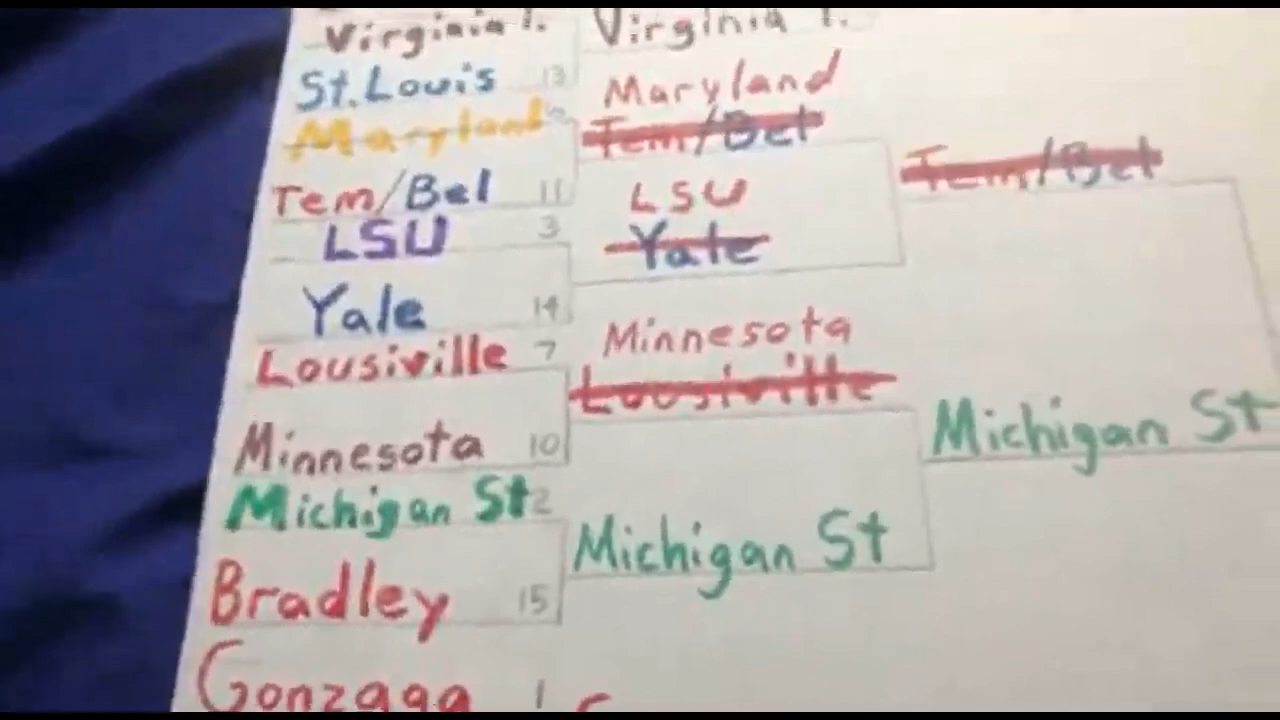 Virginia T.
St. Louis 13
Maryland
Tem/Bel 11
LSU 3
Yale 14
Lousiville 7
Minnesota 10
Michigan St 2
Bradley 15
Gonzaga 1
Virginia T.
Maryland
Tem/Bel
LSU
Yale
Minnesota
Lousiville
Michigan St
Tem/Bel
Michigan St